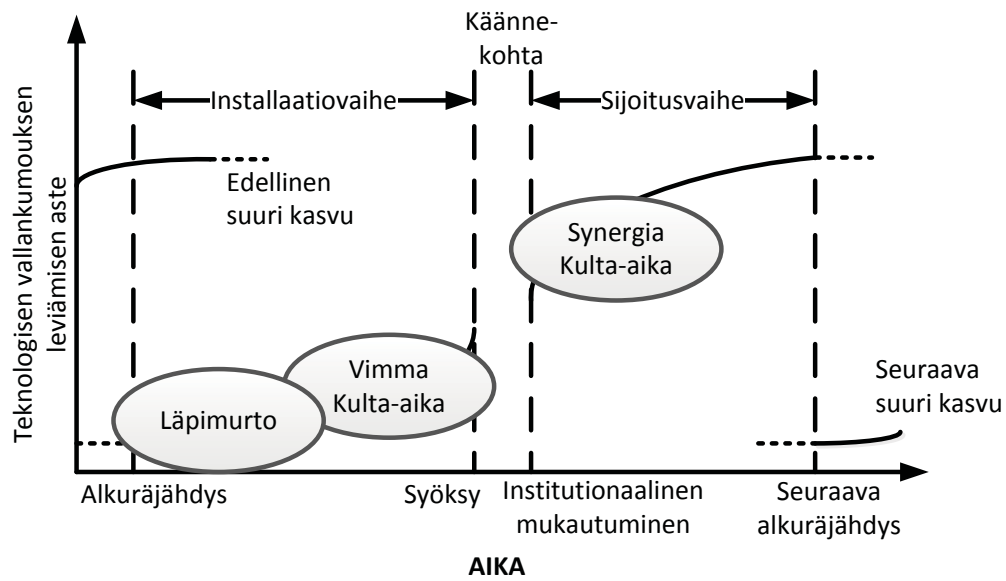 Käänne-
kohta
Installaatiovaihe
Sijoitusvaihe
Teknologisen vallankumouksen
leviämisen aste
Edellinen
suuri kasvu
Synergia
Kulta-aika
Vimma
Kulta-aika
Läpimurto
Seuraava
suuri kasvu
Alkuräjähdys
Syöksy
Institutionaalinen
mukautuminen
Seuraava
alkuräjähdys
AIKA